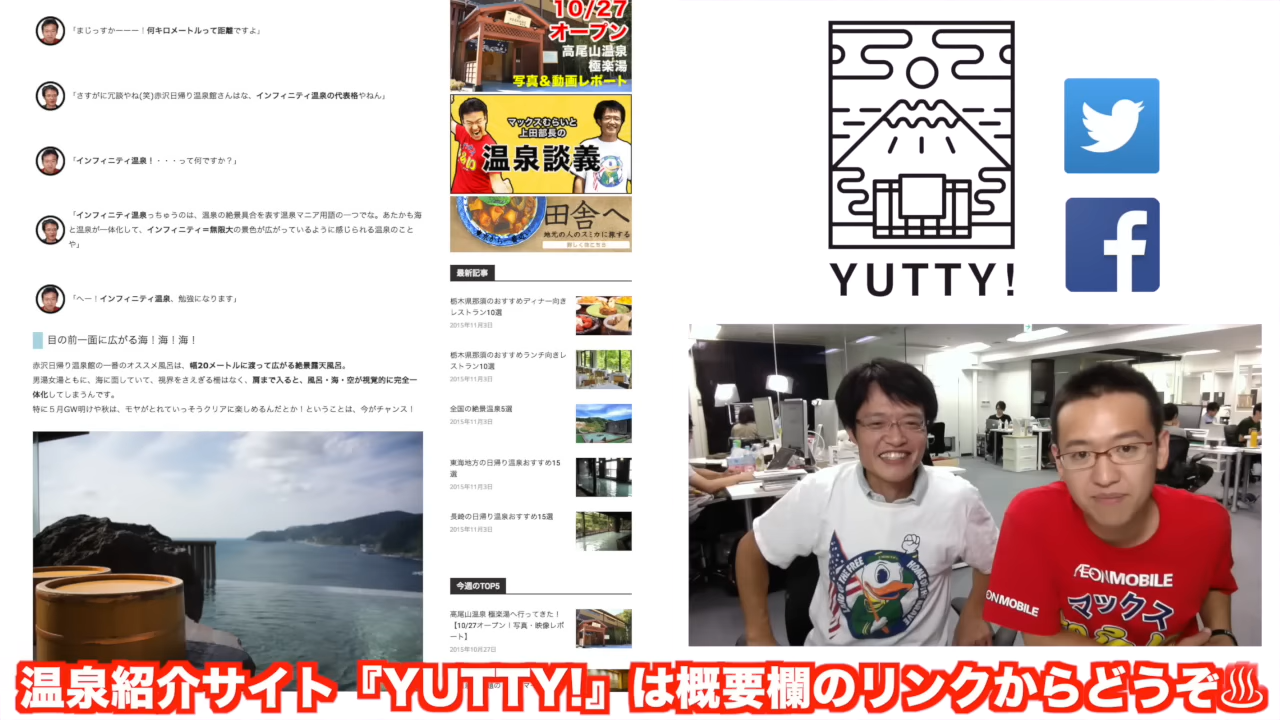 「まじっすかーーー！何キロメートルって距離ですよ」
「さすがに冗談やね(笑)赤沢日帰り温泉館さんはな、インフィニティ温泉の代表格やねん」
「インフィニティ温泉！・・・って何ですか？」
「インフィニティ温泉っちゅうのは、温泉の絶景具合を表す温泉マニア用語の一つでな。あたかも海
と温泉が一体化して、インフィニティ＝無限大の景色が広がっているように感じられる温泉のこと
や」
「へー！インフィニティ温泉、勉強になります」
目の前一面に広がる海！海！海！
赤沢日帰り温泉館の一番のオススメ風呂は、幅20メートルに渡って広がる絶景露天風呂。
男湯女湯ともに、海に面していて、視界をさえぎる柵はなく、肩まで入ると、風呂・海・空が視覚的に完全一
体化してしまうんです。
特に５月GW明けや秋は、モヤがとれていっそうクリアに楽しめるんだとか！ということは、今がチャンス！
10/27
オープン
高尾山温泉
極楽湯
写真＆動画レポート
マックスむらいと
上田部長の
温泉談義
田舎へ
地元の人のスミカに旅する
詳しくはこちら
最新記事
栃木県那須のおすすめディナー向き
レストラン10選
2015年11月3日
栃木県那須のおすすめランチ向きレ
ストラン10選
2015年11月3日
全国の絶景温泉5選
2015年11月3日
東海地方の日帰り温泉おすすめ15
選
2015年11月3日
長崎の日帰り温泉おすすめ15選
2015年11月3日
今週のTOP5
高尾山温泉 極楽湯へ行ってきた！
【10/27オープン｜写真・映像レポ
ート】
2015年10月27日
YUTTY!
OF THE FREE
HOME
ÆON MOBILE
ÆON MOBILE
マックス
温泉紹介サイト『YUTTY!』は概要欄のリンクからどうぞ♨